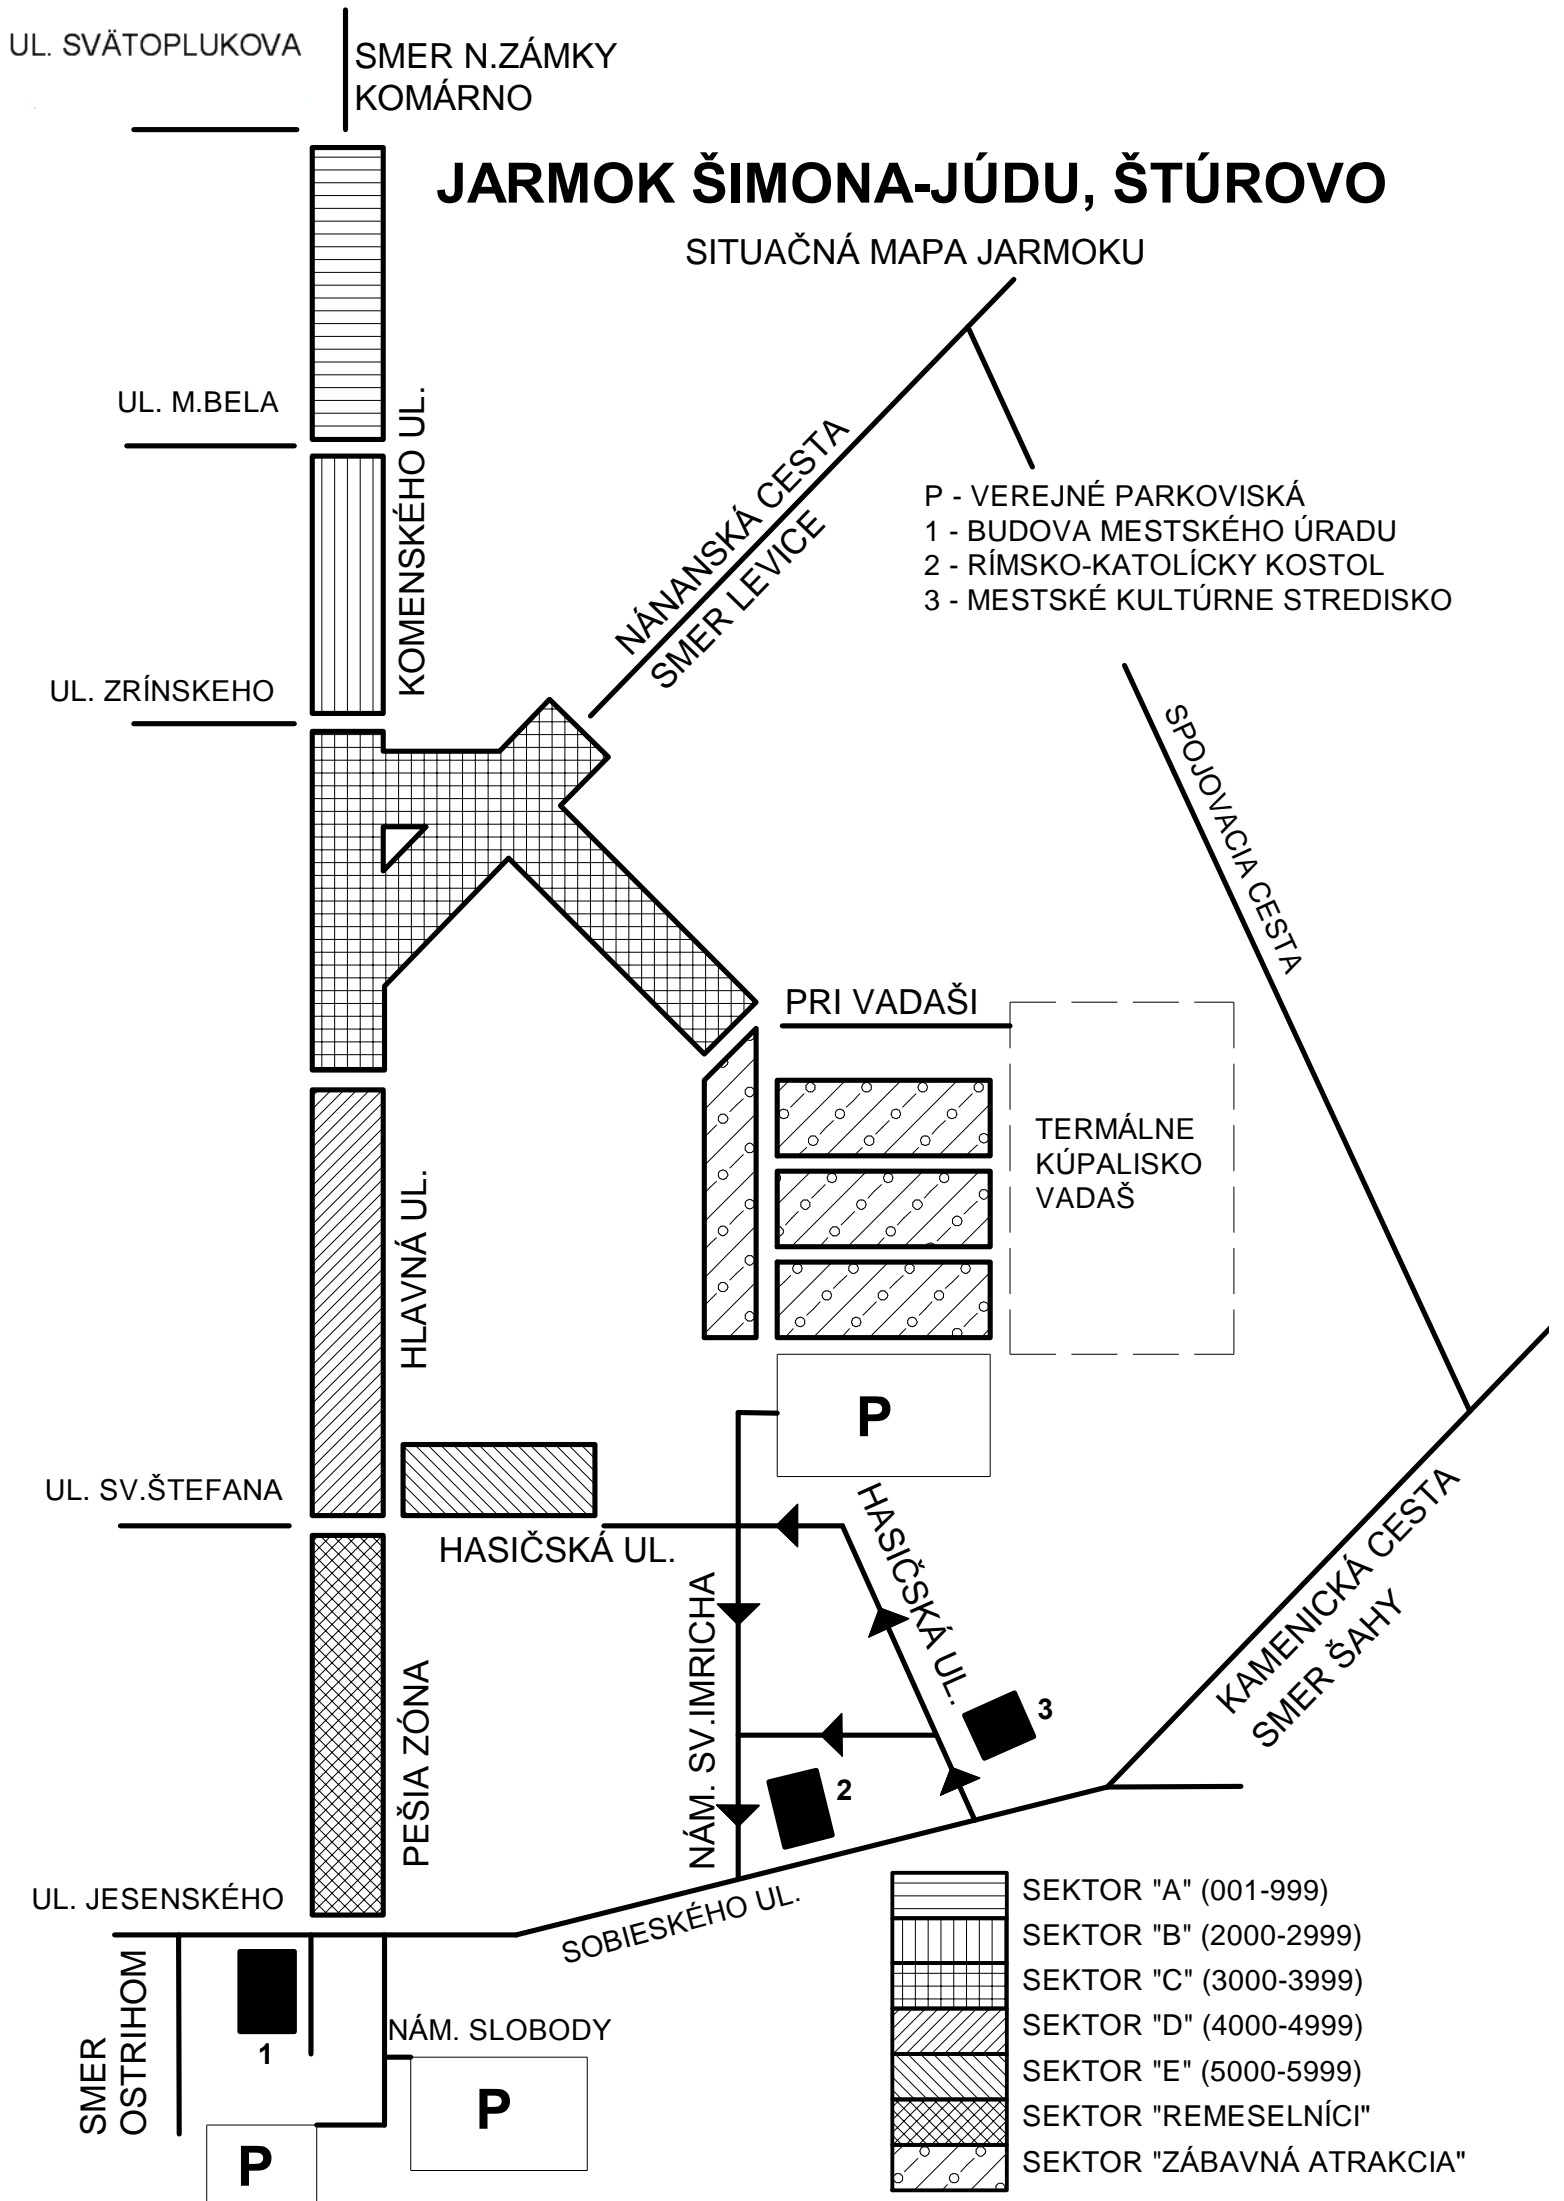 UL. SVÄTOPLUKOVA
SMER N.ZÁMKY
KOMÁRNO
JARMOK ŠIMONA-JÚDU, ŠTÚROVO
SITUAČNÁ MAPA JARMOKU
UL. M.BELA
KOMENSKÉHO UL.
NÁNANSKÁ CESTA
SMER LEVICE
P - VEREJNÉ PARKOVISKÁ
1 - BUDOVA MESTSKÉHO ÚRADU
2 - RÍMSKO-KATOLÍCKY KOSTOL
3 - MESTSKÉ KULTÚRNE STREDISKO
UL. ZRÍNSKEHO
SPOJOVACIA CESTA
PRI VADAŠI
TERMÁLNE
KÚPALISKO
VADAŠ
HLAVNÁ UL.
P
UL. SV.ŠTEFANA
HASIČSKÁ UL.
HASIČSKÁ UL.
KAMENICKÁ CESTA
SMER ŠAHY
NÁM. SV.IMRICHA
PEŠIA ZÓNA
3
2
UL. JESENSKÉHO
SOBIESKÉHO UL.
SMER
OSTRIHOM
1
NÁM. SLOBODY
P
P
SEKTOR "A" (001-999)
SEKTOR "B" (2000-2999)
SEKTOR "C" (3000-3999)
SEKTOR "D" (4000-4999)
SEKTOR "E" (5000-5999)
SEKTOR "REMESELNÍCI"
SEKTOR "ZÁBAVNÁ ATRAKCIA"